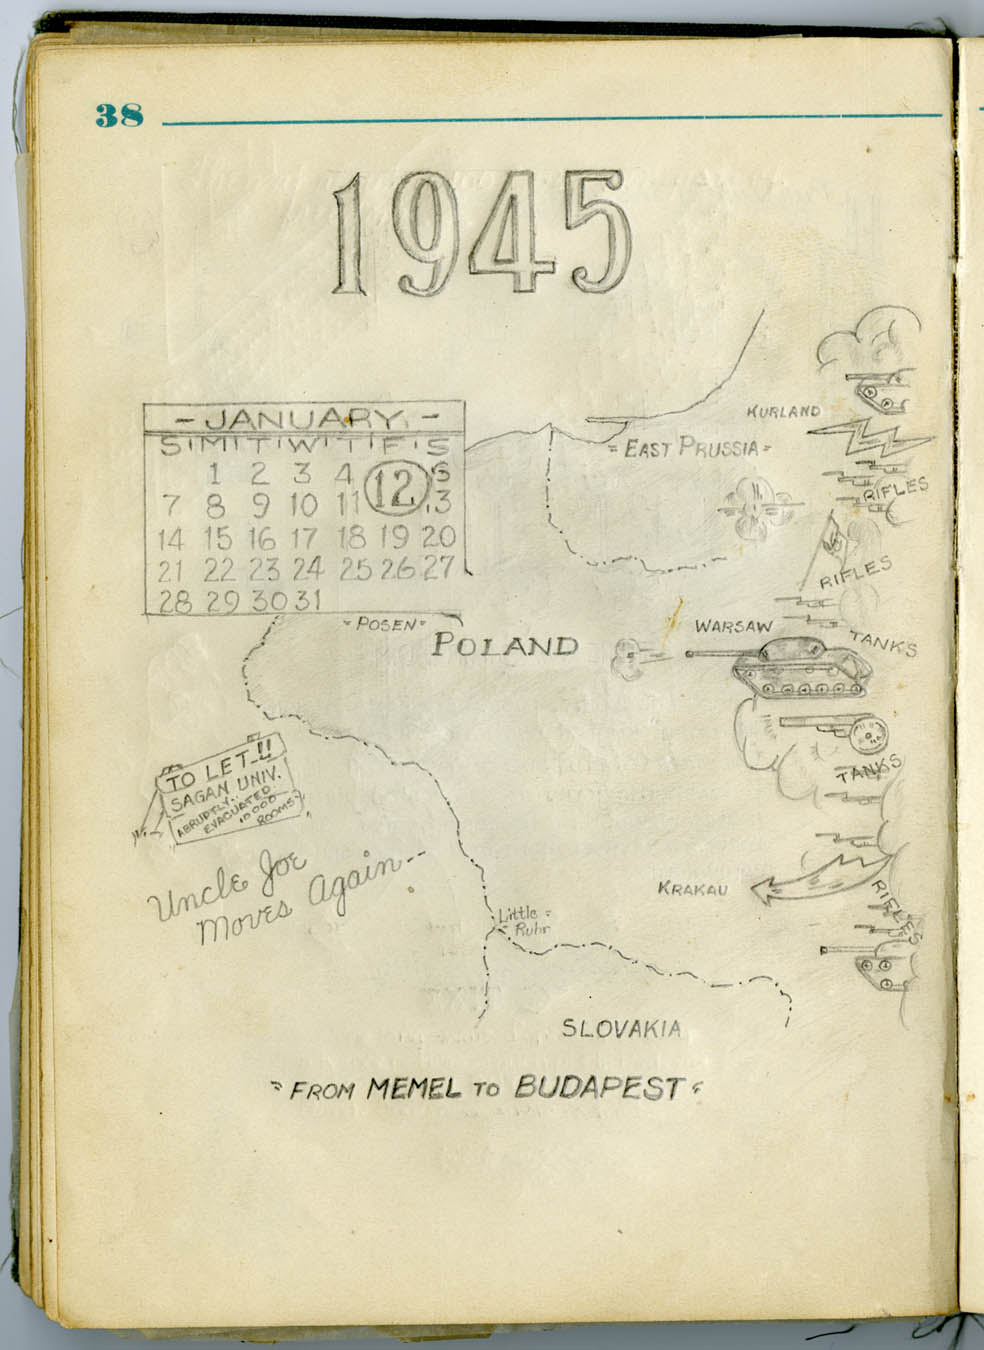 38
1945
- JANUARY -
S M T W T F S
1 2 3 4 6
7 8 9 10 11 12 13
14 15 16 17 18 19 20
21 22 23 24 25 26 27
28 29 30 31
KURLAND
"EAST PRUSSIA"
RIFLES
RIFLES
"POSEN"
POLAND
WARSAW
TANKS
TO LET!!
SAGAN UNIV.
ABRUPTLY..
EVACUATED
10000
ROOMS
TANKS
Uncle Joe
Moves Again--
KRAKAU
RIFLES
Little
Ruhr
SLOVAKIA
"FROM MEMEL TO BUDAPEST"